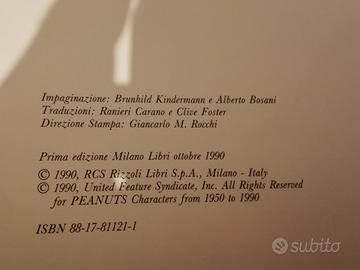 Impaginazione: Brunhild Kindermann e Alberto Bosani
Traduzioni: Ranieri Carano e Clive Foster
Direzione Stampa: Giancarlo M. Rocchi
Prima edizione Milano Libri ottobre 1990
© 1990, RCS Rizzoli Libri S.p.A., Milano - Italy
© 1990, United Feature Syndicate, Inc. All Rights Reserved
for PEANUTS Characters from 1950 to 1990
ISBN 88-17-81121-1
subito